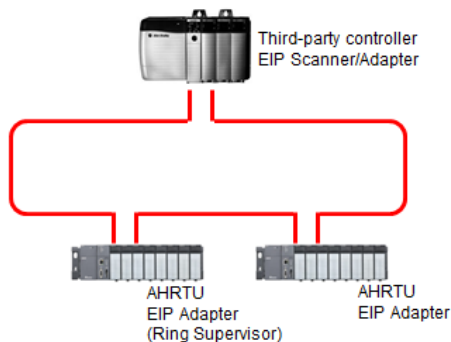 Third-party controller
EIP Scanner/Adapter
AHRTU
EIP Adapter
(Ring Supervisor)
AHRTU
EIP Adapter